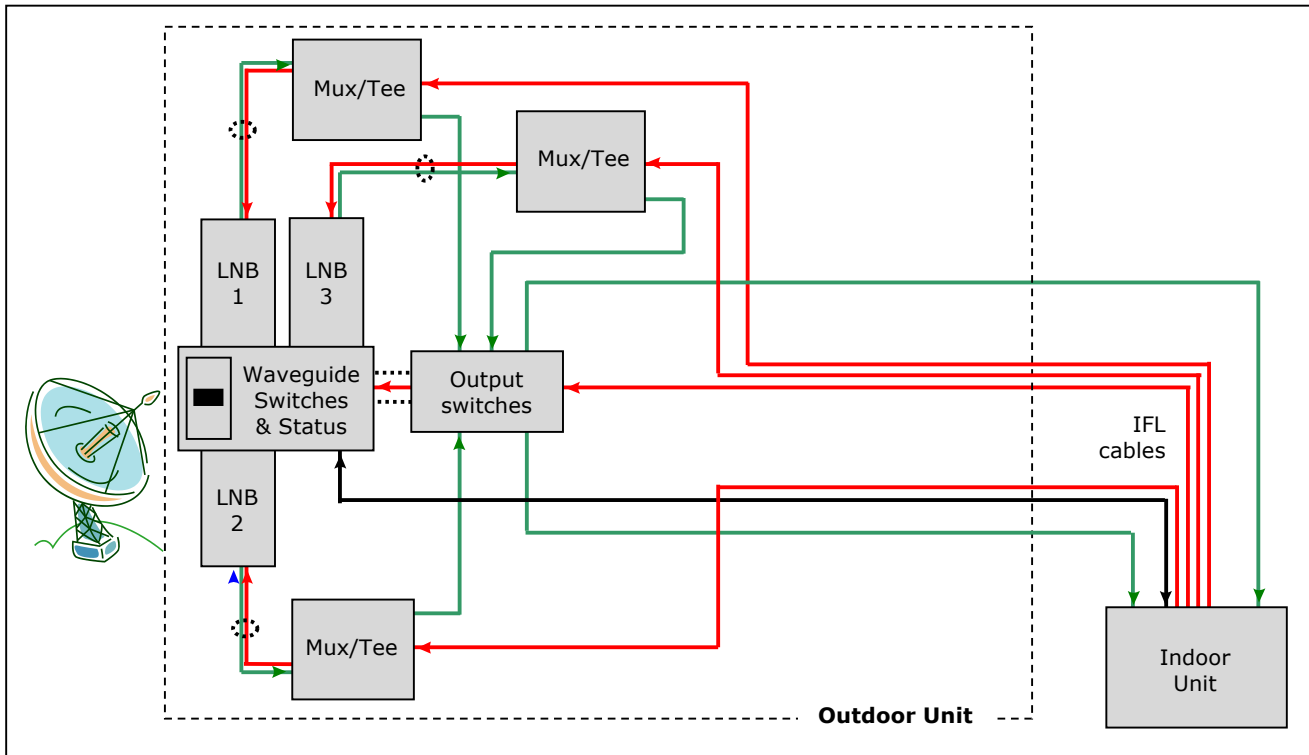 Mux/Tee
Mux/Tee
LNB
1
LNB
3
Waveguide
Switches
& Status
Output
switches
IFL
cables
LNB
2
Mux/Tee
Indoor
Unit
Outdoor Unit